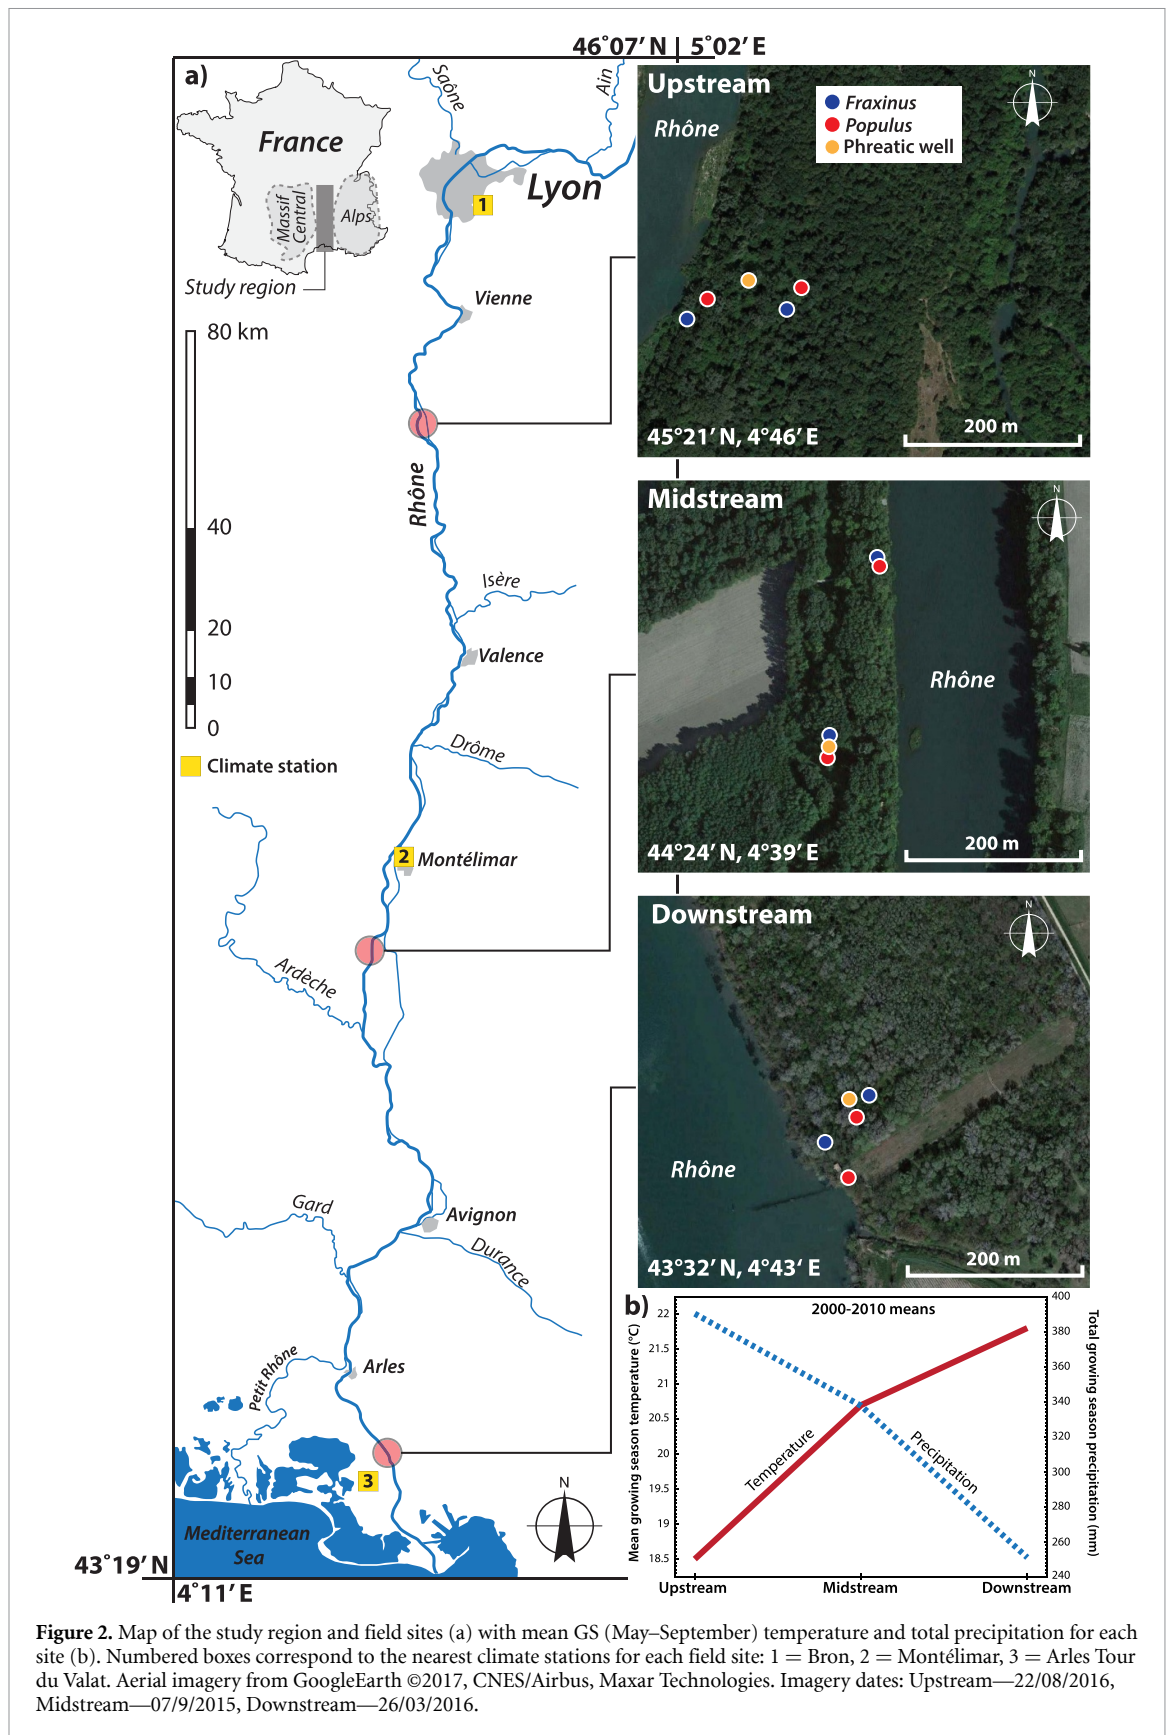 46°07′ N | 5°02′ E
a)
Saône
Ain
France
Massif Central
Alps
Study region
Lyon
1
Vienne
80 km
40
20
10
0
Climate station
Rhône
Isère
Valence
Drôme
2
Montélimar
Ardèche
Gard
Avignon
Durance
Petit Rhône
Arles
3
Mediterranean
Sea
N
43°19′ N
4°11′ E
Upstream
Rhône
Fraxinus
Populus
Phreatic well
N
45°21′ N, 4°46′ E
200 m
Midstream
N
Rhône
44°24′ N, 4°39′ E
200 m
Downstream
N
Rhône
43°32′ N, 4°43‘ E
200 m
b)
2000-2010 means
Mean growing season temperature (°C)
22
21.5
21
20.5
20
19.5
19
18.5
Temperature
Precipitation
400
380
360
340
320
300
280
260
240
Total growing season precipitation (mm)
Upstream
Midstream
Downstream
Figure 2. Map of the study region and field sites (a) with mean GS (May–September) temperature and total precipitation for each
site (b). Numbered boxes correspond to the nearest climate stations for each field site: 1 = Bron, 2 = Montélimar, 3 = Arles Tour
du Valat. Aerial imagery from GoogleEarth ©2017, CNES/Airbus, Maxar Technologies. Imagery dates: Upstream—22/08/2016,
Midstream—07/9/2015, Downstream—26/03/2016.